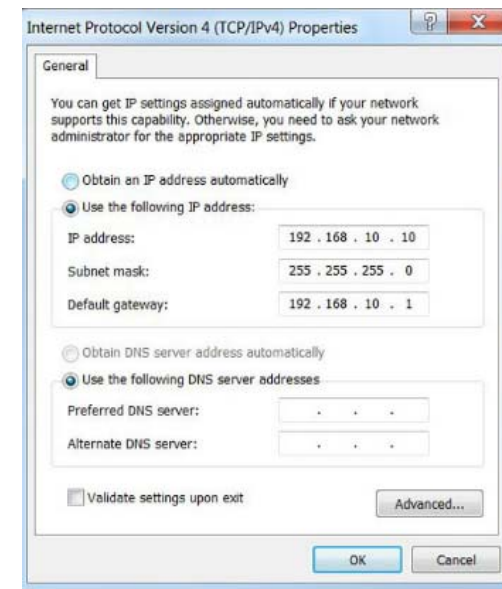 Internet Protocol Version 4 (TCP/IPv4) Properties
General
You can get IP settings assigned automatically if your network
supports this capability. Otherwise, you need to ask your network
administrator for the appropriate IP settings.
Obtain an IP address automatically
Use the following IP address:
IP address: 192 . 168 . 10 . 10
Subnet mask: 255 . 255 . 255 . 0
Default gateway: 192 . 168 . 10 . 1
Obtain DNS server address automatically
Use the following DNS server addresses
Preferred DNS server: . . .
Alternate DNS server: . . .
Validate settings upon exit
Advanced...
OK Cancel